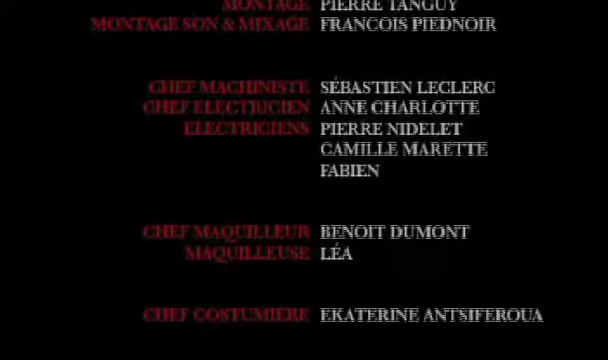 MONTAGE PIERRE TANGUY
MONTAGE SON & MIXAGE FRANCOIS PIEDNOIR
CHEF MACHINISTE SÉBASTIEN LECLERC
CHEF ELECTRICIEN ANNE CHARLOTTE
ELECTRICIENS PIERRE NIDELET
CAMILLE MARETTE
FABIEN
CHEF MAQUILLEUR BENOIT DUMONT
MAQUILLEUSE LÉA
CHEF COSTUMIÈRE EKATERINE ANTSIFEROUA